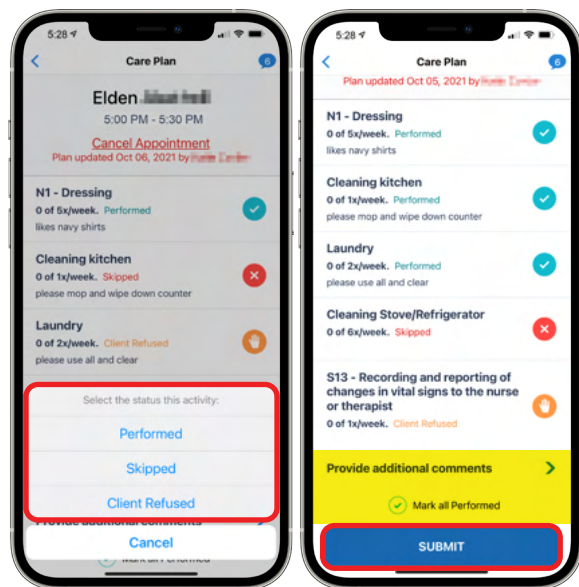 5:28
Care Plan
6
Elden
5:00 PM - 5:30 PM
Cancel Appointment
Plan updated Oct 06, 2021 by
N1 - Dressing
0 of 5x/week. Performed
likes navy shirts
Cleaning kitchen
0 of 1x/week. Skipped
please mop and wipe down counter
Laundry
0 of 2x/week. Client Refused
please use all and clear
Select the status this activity:
Performed
Skipped
Client Refused
Provide additional comments
Cancel
Mark all Performed
5:28
Care Plan
6
Plan updated Oct 05, 2021 by
N1 - Dressing
0 of 5x/week. Performed
likes navy shirts
Cleaning kitchen
0 of 1x/week. Performed
please mop and wipe down counter
Laundry
0 of 2x/week. Performed
please use all and clear
Cleaning Stove/Refrigerator
0 of 6x/week. Skipped
S13 - Recording and reporting of
changes in vital signs to the nurse
or therapist
0 of 1x/week. Client Refused
Provide additional comments
Mark all Performed
SUBMIT